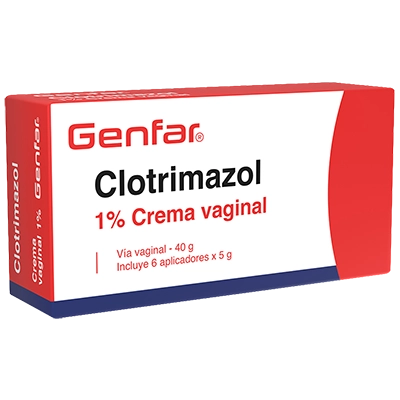 Genfar®
Clotrimazol
1% Crema vaginal
Vía vaginal - 40 g
Incluye 6 aplicadores x 5 g
Clotrimazol
1% Genfar
Crema
vaginal